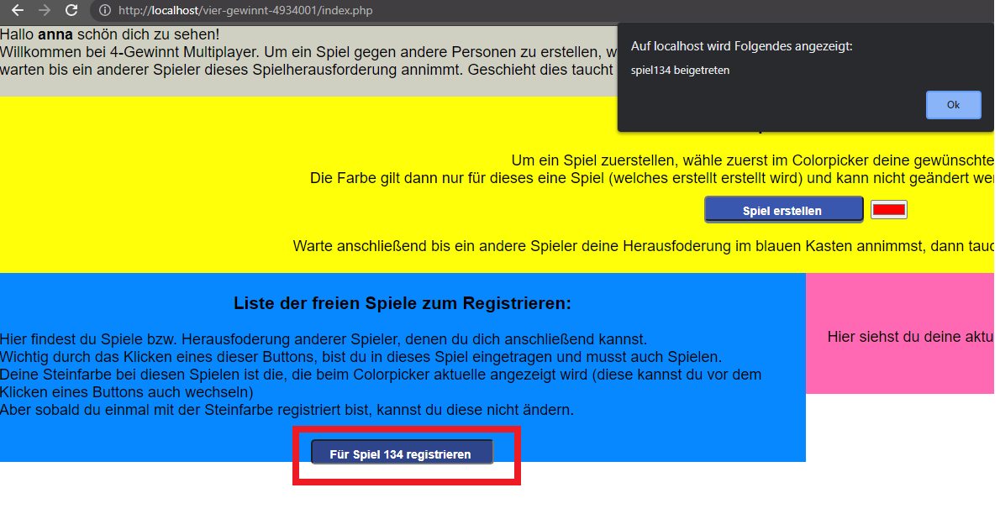 http://localhost/vier-gewinnt-4934001/index.php
Hallo anna schön dich zu sehen!
Willkommen bei 4-Gewinnt Multiplayer. Um ein Spiel gegen andere Personen zu erstellen, w
warten bis ein anderer Spieler dieses Spielherausforderung annimmt. Geschieht dies taucht
Auf localhost wird Folgendes angezeigt:
spiel134 beigetreten
Ok
Um ein Spiel zuerstellen, wähle zuerst im Colorpicker deine gewünschte
Die Farbe gilt dann nur für dieses eine Spiel (welches erstellt erstellt wird) und kann nicht geändert we
Spiel erstellen
Warte anschließend bis ein andere Spieler deine Herausfoderung im blauen Kasten annimmst, dann tauc
Liste der freien Spiele zum Registrieren:
Hier findest du Spiele bzw. Herausfoderung anderer Spieler, denen du dich anschließend kannst.
Wichtig durch das Klicken eines dieser Buttons, bist du in dieses Spiel eingetragen und musst auch Spielen.
Deine Steinfarbe bei diesen Spielen ist die, die beim Colorpicker aktuelle angezeigt wird (diese kannst du vor dem
Klicken eines Buttons auch wechseln)
Aber sobald du einmal mit der Steinfarbe registriert bist, kannst du diese nicht ändern.
Für Spiel 134 registrieren
Hier siehst du deine aktu